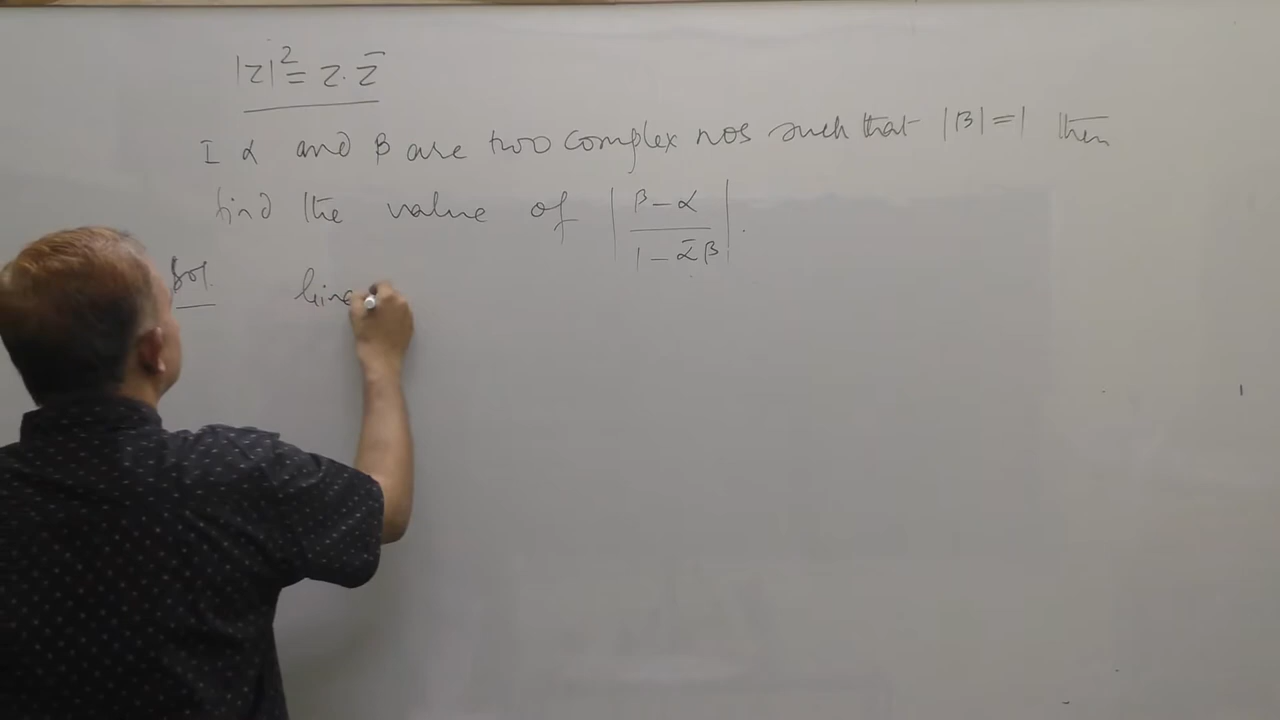 |z|² = z. z̄
I α and β are two complex nos such that |β|=1 then
find the value of | β-α / 1-ᾱβ |.
Sol.